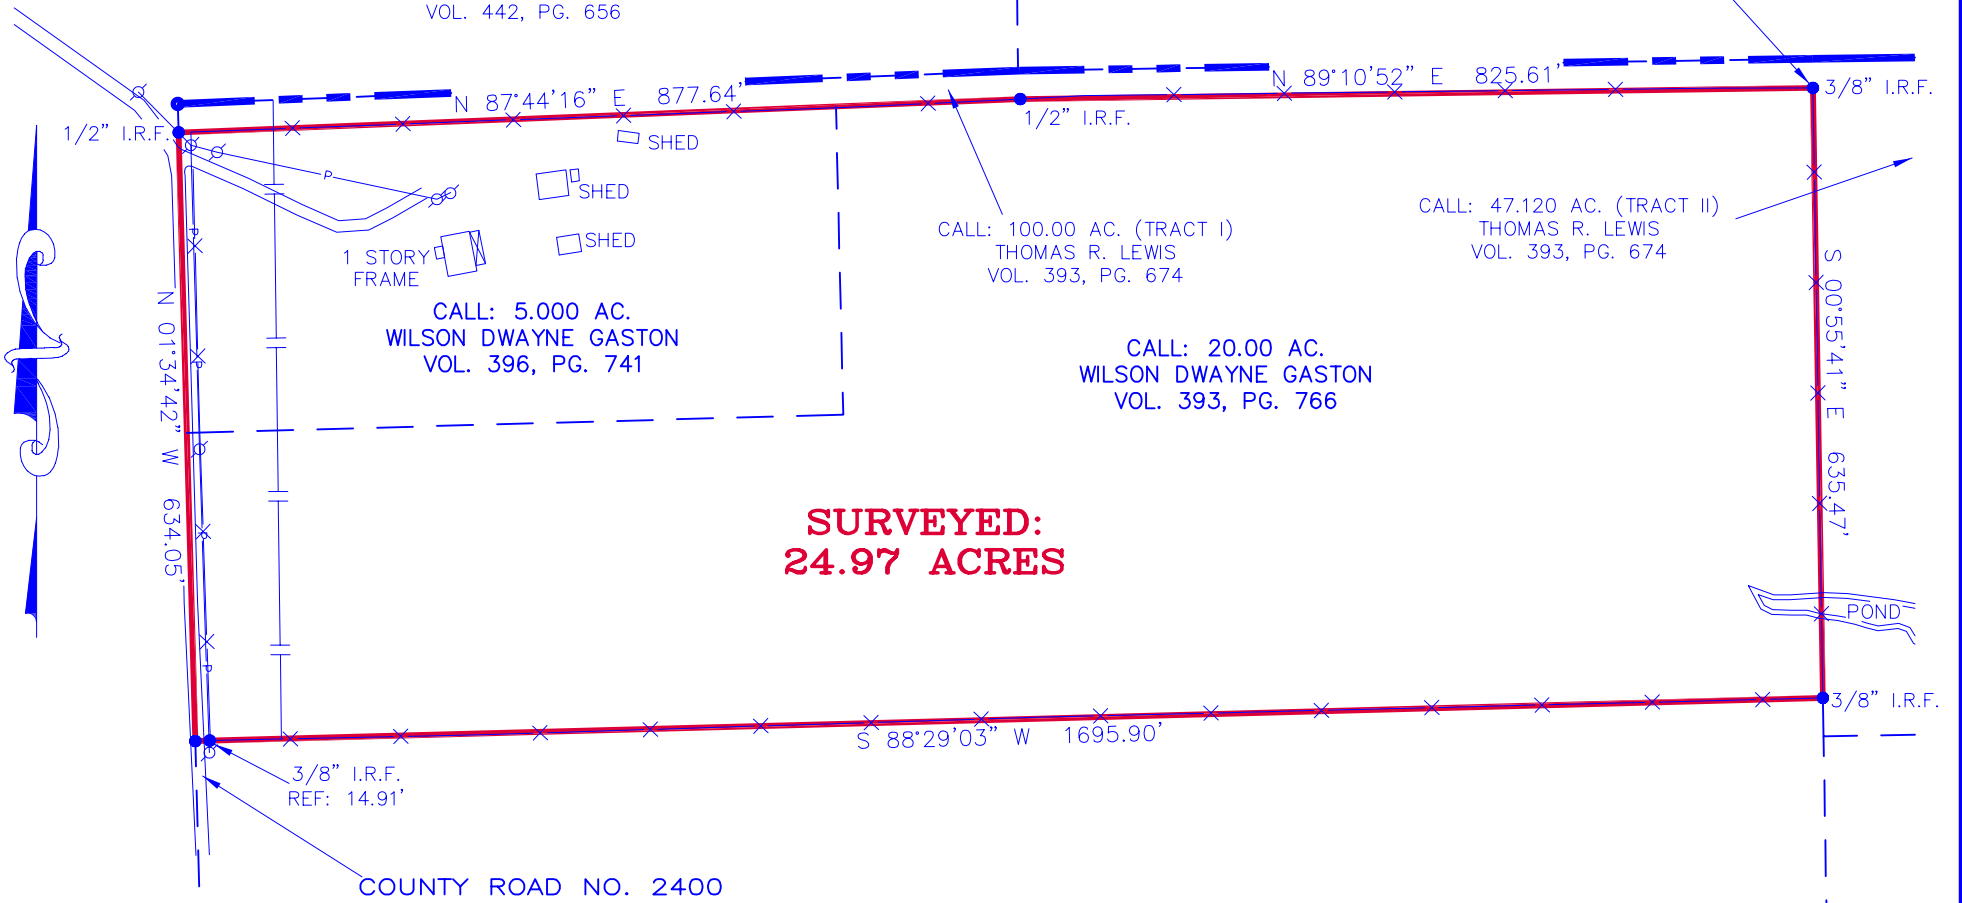 VOL. 442, PG. 656
N 87°44'16" E 877.64'
N 89°10'52" E 825.61'
3/8" I.R.F.
1/2" I.R.F.
1/2" I.R.F.
SHED
SHED
SHED
P
1 STORY
FRAME
CALL: 5.000 AC.
WILSON DWAYNE GASTON
VOL. 396, PG. 741
CALL: 100.00 AC. (TRACT I)
THOMAS R. LEWIS
VOL. 393, PG. 674
CALL: 47.120 AC. (TRACT II)
THOMAS R. LEWIS
VOL. 393, PG. 674
CALL: 20.00 AC.
WILSON DWAYNE GASTON
VOL. 393, PG. 766
N 01°34'42" W 634.05'
P
P
P
P
S 00°55'41" E 635.47'
SURVEYED:
24.97 ACRES
POND
3/8" I.R.F.
S 88°29'03" W 1695.90'
3/8" I.R.F.
REF: 14.91'
COUNTY ROAD NO. 2400